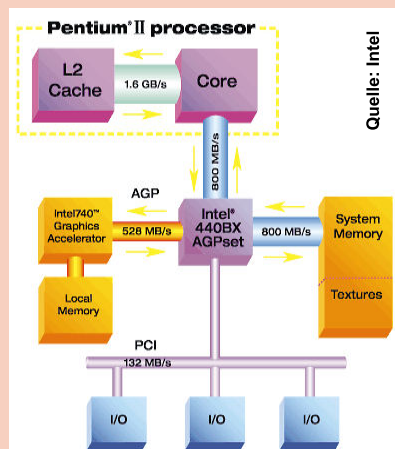 Pentium® II processor
L2
Cache
1.6 GB/s
Core
Quelle: Intel
800 MB/s
AGP
Intel740™
Graphics
Accelerator
528 MB/s
Intel®
440BX
AGPset
800 MB/s
System
Memory
Textures
Local
Memory
PCI
132 MB/s
I/O
I/O
I/O